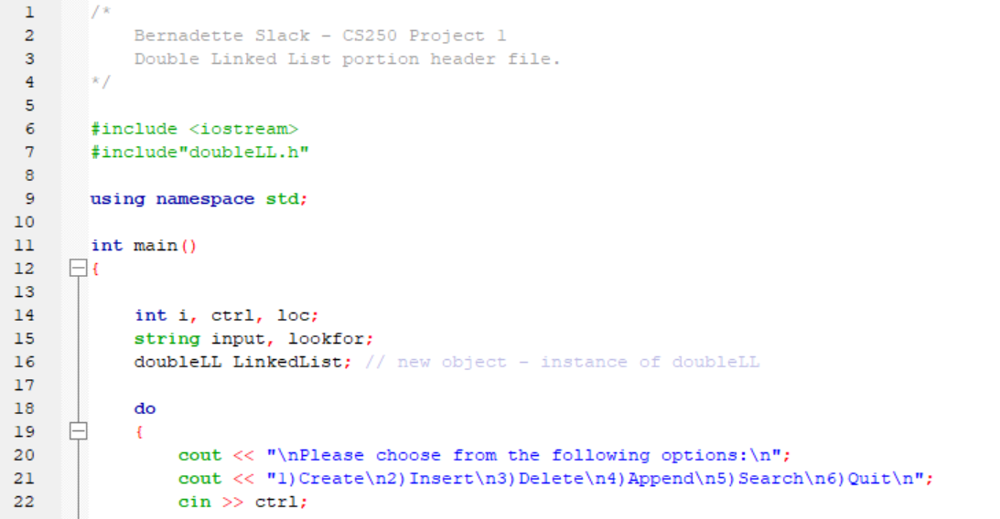 1 /*
2 Bernadette Slack - CS250 Project 1
3 Double Linked List portion header file.
4 */
5
6 #include <iostream>
7 #include"doubleLL.h"
8
9 using namespace std;
10
11 int main()
12 {
13
14 int i, ctrl, loc;
15 string input, lookfor;
16 doubleLL LinkedList; // new object - instance of doubleLL
17
18 do
19 {
20 cout << "\nPlease choose from the following options:\n";
21 cout << "1)Create\n2)Insert\n3)Delete\n4)Append\n5)Search\n6)Quit\n";
22 cin >> ctrl;